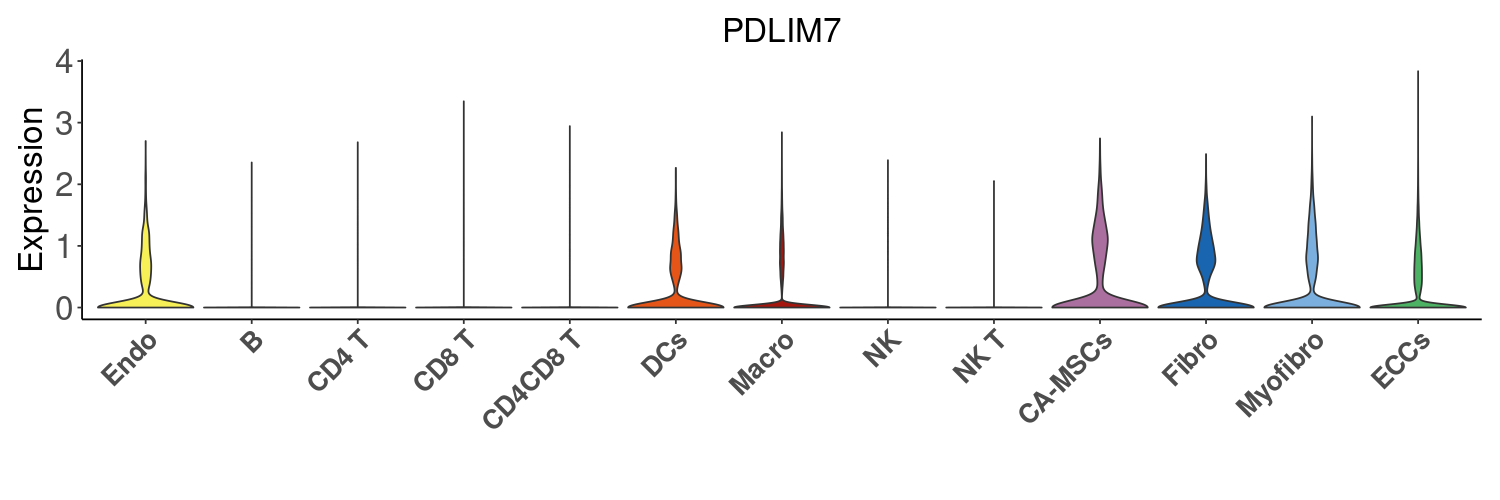 PDLIM7
Expression
4
3
2
1
0
Endo
B
CD4 T
CD8 T
CD4CD8 T
DCs
Macro
NK
NK T
CA-MSCs
Fibro
Myofibro
ECCs